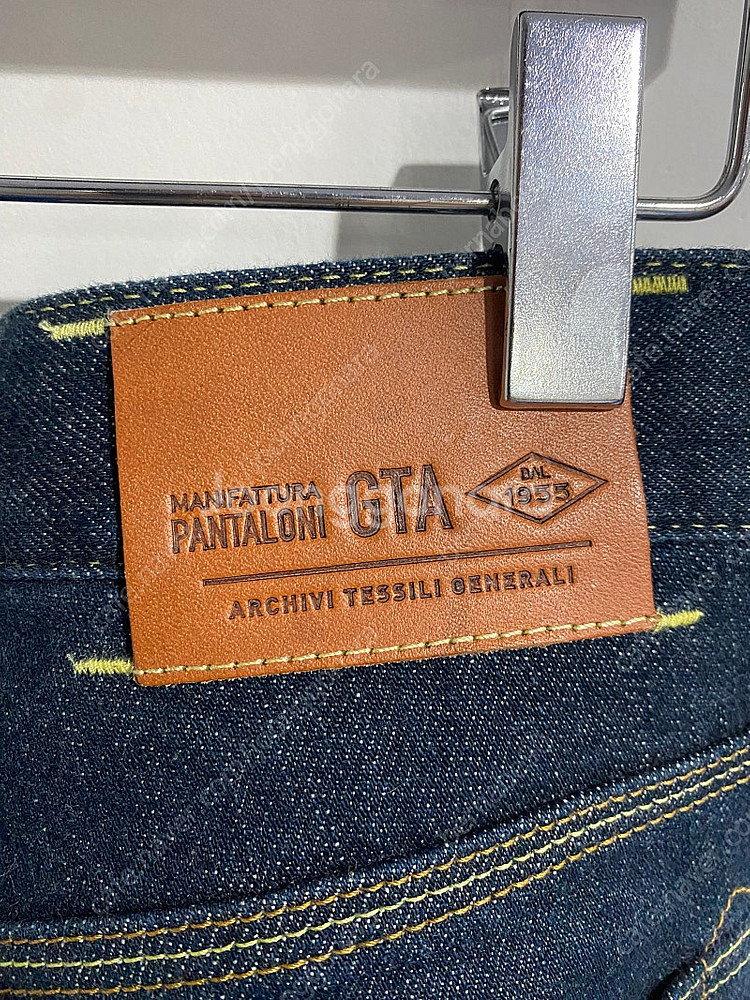 MANIFATTURA
PANTALONI GTA
DAL
1955
ARCHIVI TESSILI GENERALI